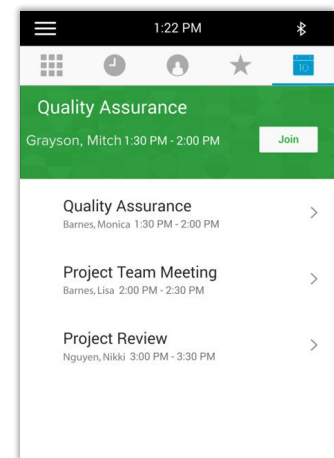 1:22 PM
10
Quality Assurance
Grayson, Mitch 1:30 PM - 2:00 PM
Join
Quality Assurance
Barnes, Monica 1:30 PM - 2:00 PM
Project Team Meeting
Barnes, Lisa 2:00 PM - 2:30 PM
Project Review
Nguyen, Nikki 3:00 PM - 3:30 PM